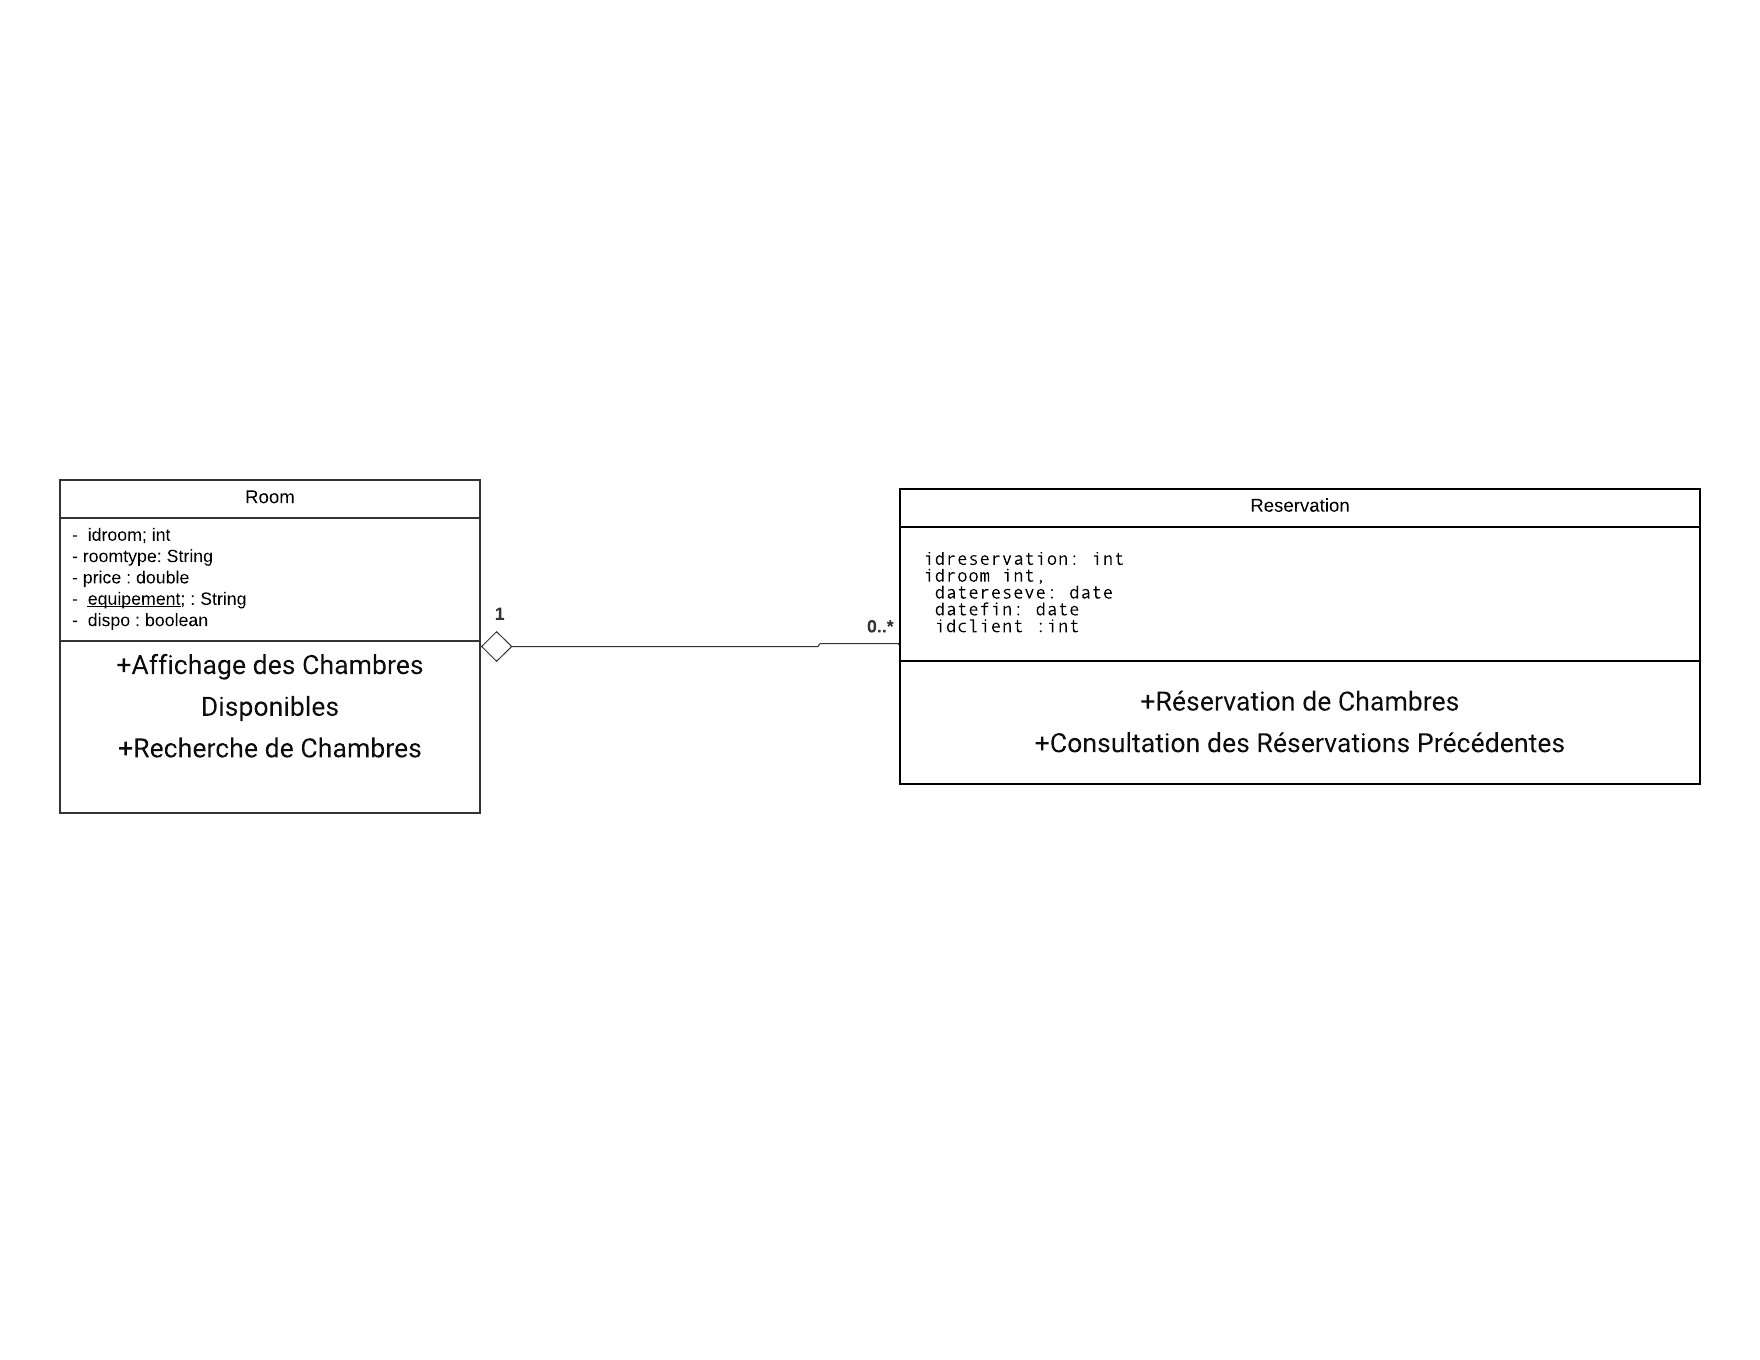 Room
- idroom; int
- roomtype: String
- price : double
- equipement; : String
- dispo : boolean
+Affichage des Chambres
Disponibles
+Recherche de Chambres
1
0..*
Reservation
idreservation: int
idroom int,
datereseve: date
datefin: date
idclient :int
+Réservation de Chambres
+Consultation des Réservations Précédentes